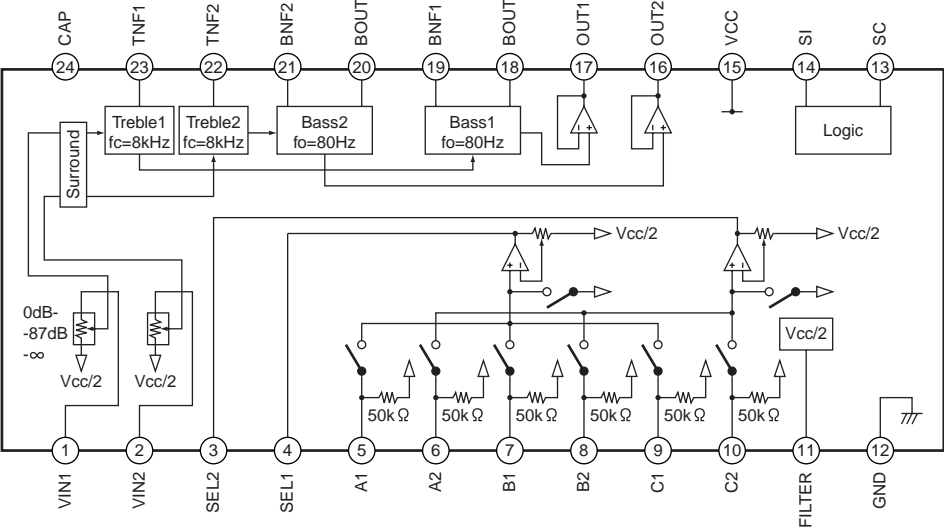 CAP
TNF1
TNF2
BNF2
BOUT2
BNF1
BOUT1
OUT1
OUT2
VCC
SI
SC
24
23
22
21
20
19
18
17
16
15
14
13
Surround
Treble1
fc=8kHz
Treble2
fc=8kHz
Bass2
fo=80Hz
Bass1
fo=80Hz
Logic
Vcc/2
Vcc/2
0dB-
-87dB
-∞
Vcc/2
Vcc/2
Vcc/2
50kΩ
50kΩ
50kΩ
50kΩ
50kΩ
50kΩ
1
2
3
4
5
6
7
8
9
10
11
12
VIN1
VIN2
SEL2
SEL1
A1
A2
B1
B2
C1
C2
FILTER
GND